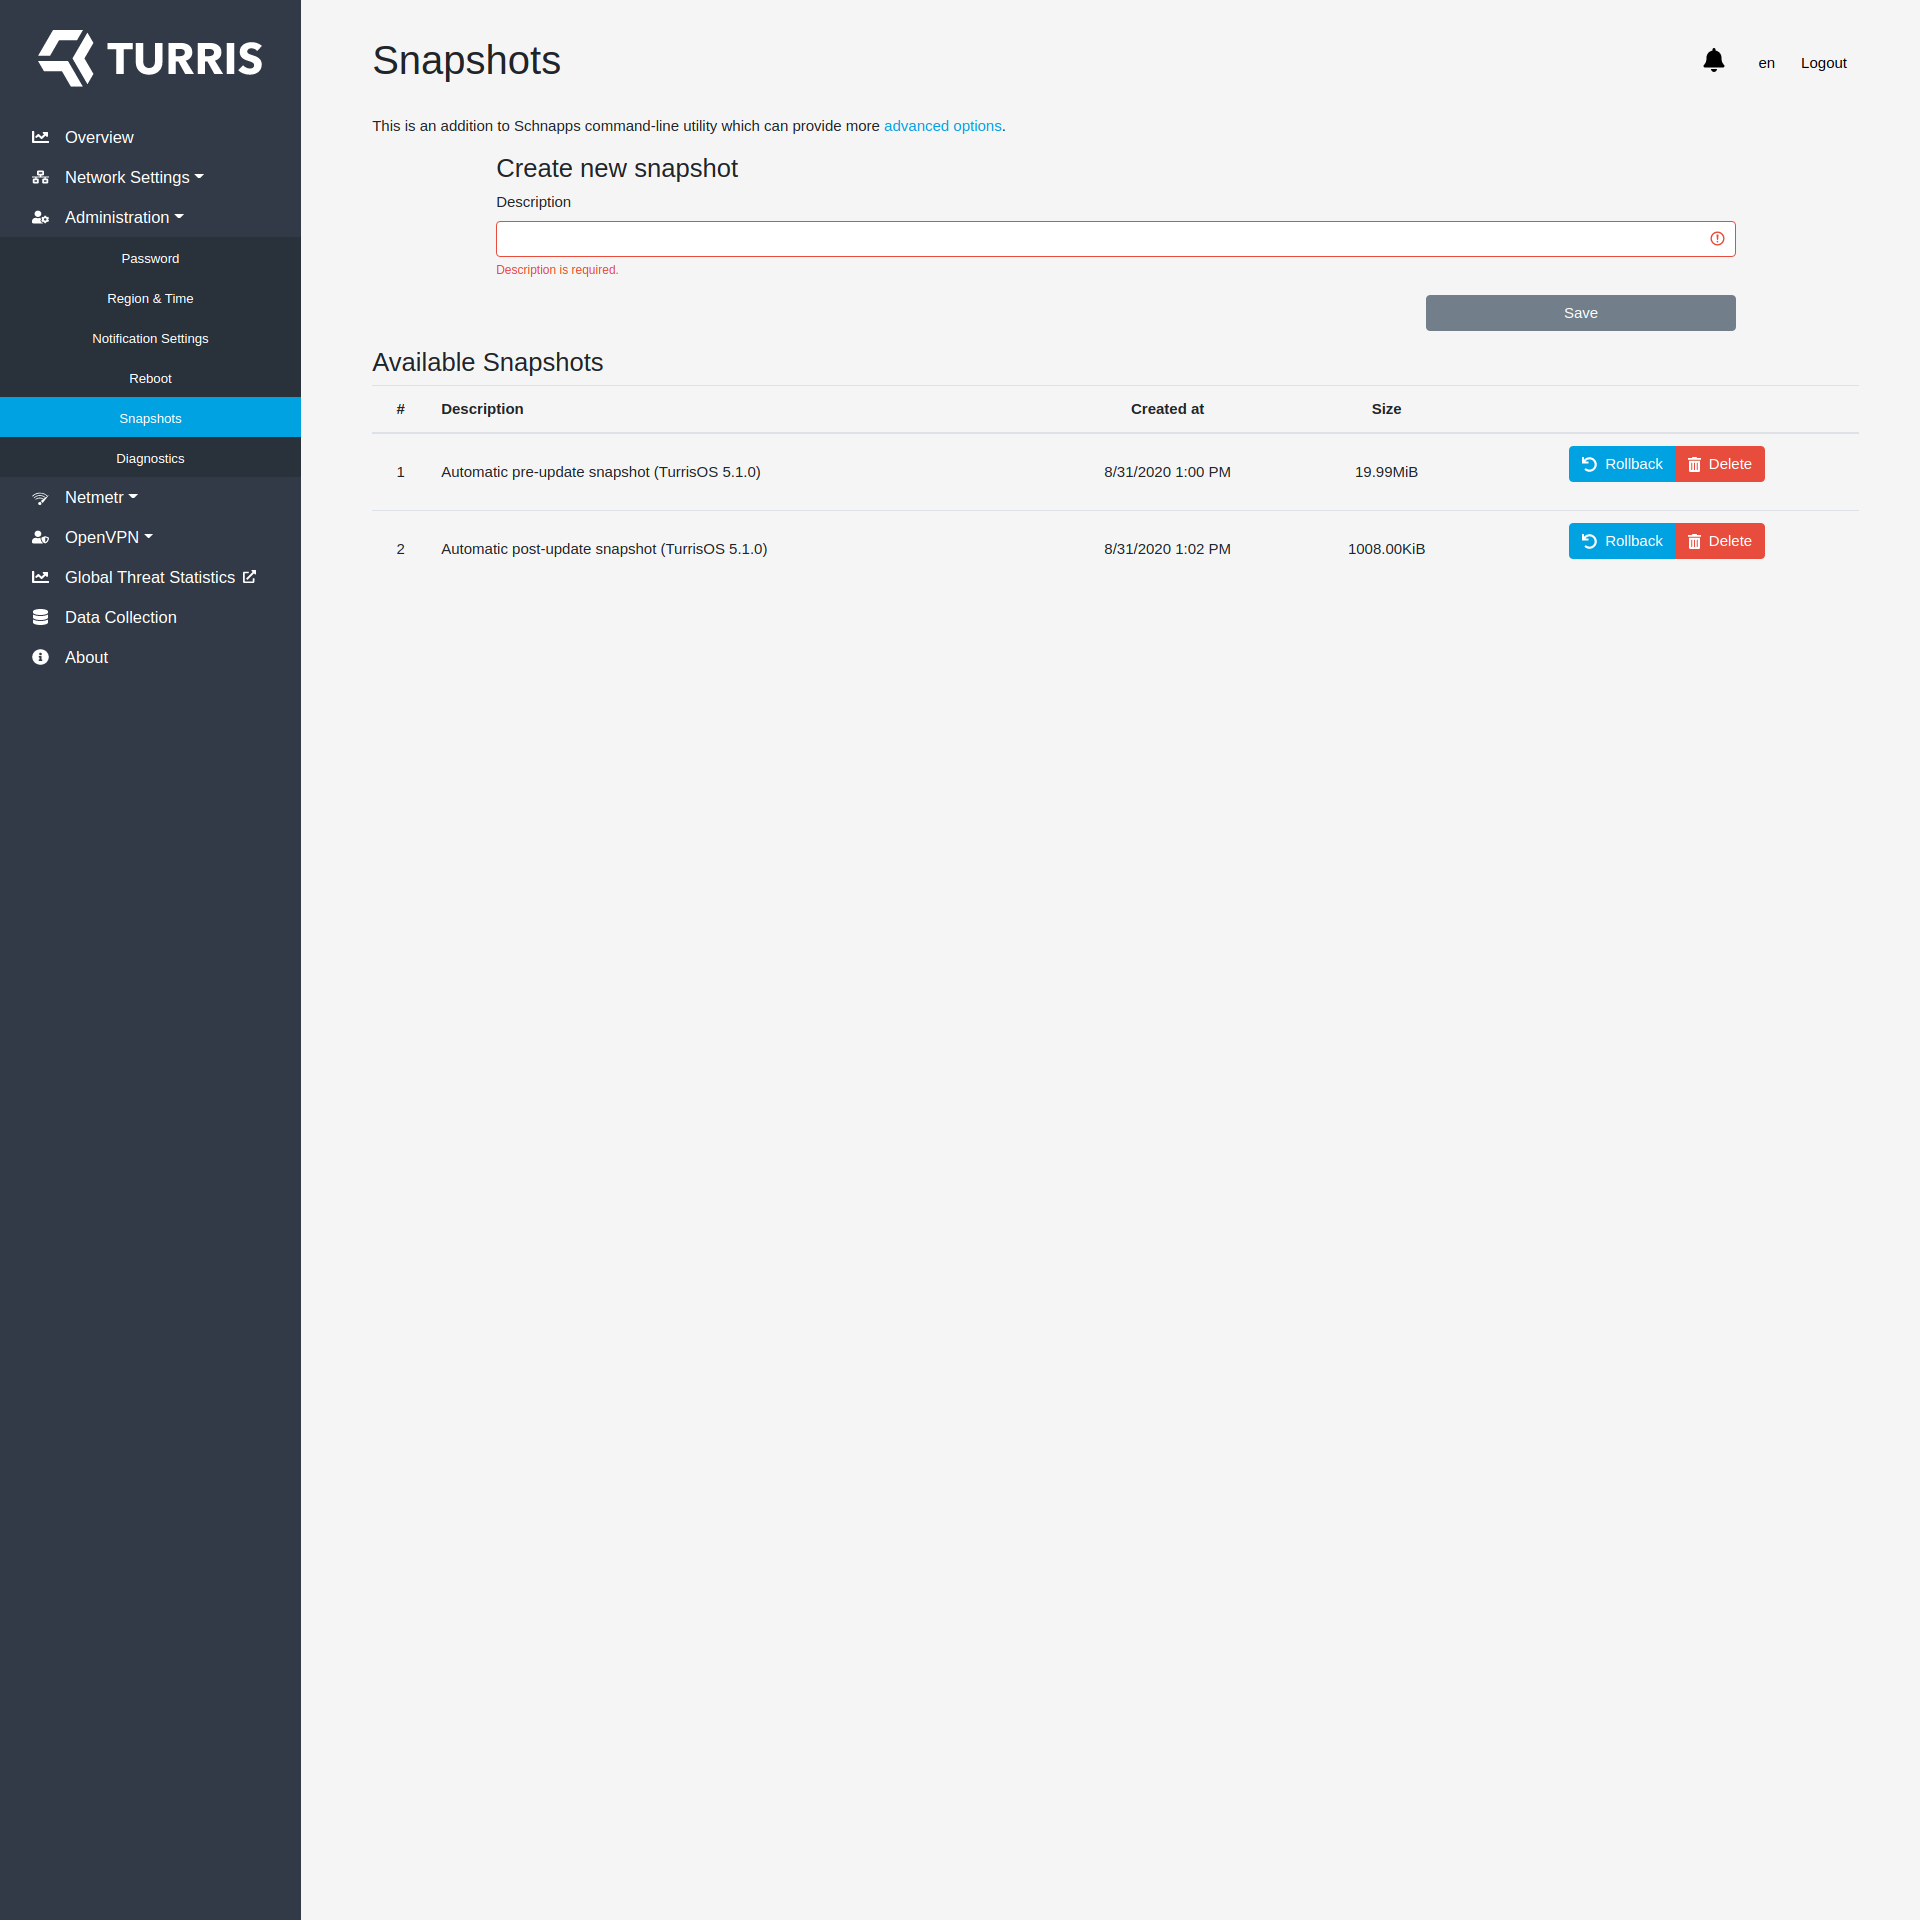 TURRIS
Overview
Network Settings
Administration
Password
Region & Time
Notification Settings
Reboot
Snapshots
Diagnostics
Netmetr
OpenVPN
Global Threat Statistics
Data Collection
About
Snapshots
en Logout
This is an addition to Schnapps command-line utility which can provide more advanced options.
Create new snapshot
Description
Description is required.
Save
Available Snapshots
# Description Created at Size
1 Automatic pre-update snapshot (TurrisOS 5.1.0) 8/31/2020 1:00 PM 19.99MiB Rollback Delete
2 Automatic post-update snapshot (TurrisOS 5.1.0) 8/31/2020 1:02 PM 1008.00KiB Rollback Delete